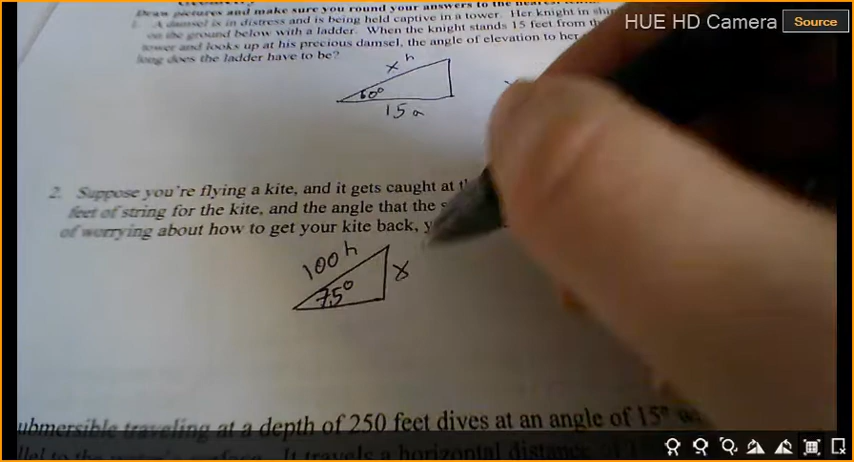 HUE HD Camera
Source
Draw pictures and make sure you round your answers to the nearest
1. A damsel is in distress and is being held captive in a tower. Her knight in
on the ground below with a ladder. When the knight stands 15 feet from
tower and looks up at his precious damsel, the angle of elevation to her
long does the ladder have to be?
x h
60°
15 a
2. Suppose you're flying a kite, and it gets caught at
feet of string for the kite, and the angle that the
of worrying about how to get your kite back,
100 h
75°
x
ubmersible traveling at a depth of 250 feet dives at an angle of 15°
It travels a horizontal distance